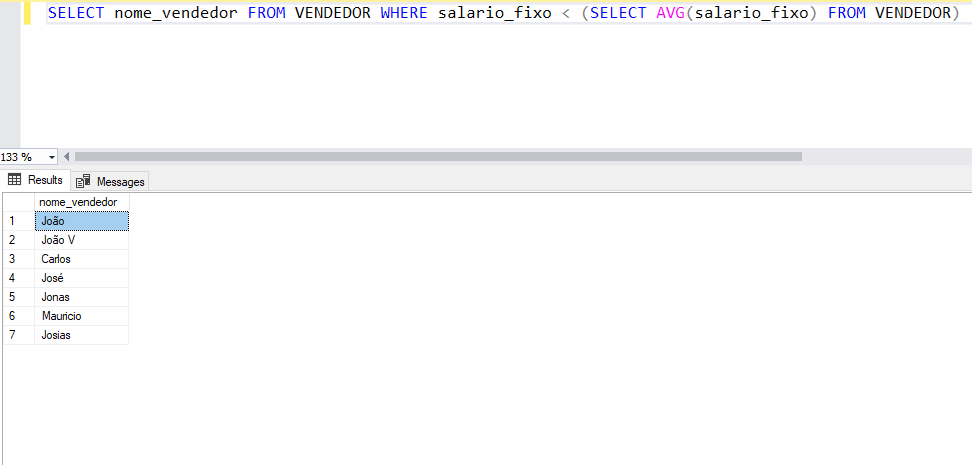 SELECT nome_vendedor FROM VENDEDOR WHERE salario_fixo < (SELECT AVG(salario_fixo) FROM VENDEDOR)
133 %
Results Messages
nome_vendedor
1 João
2 João V
3 Carlos
4 José
5 Jonas
6 Mauricio
7 Josias